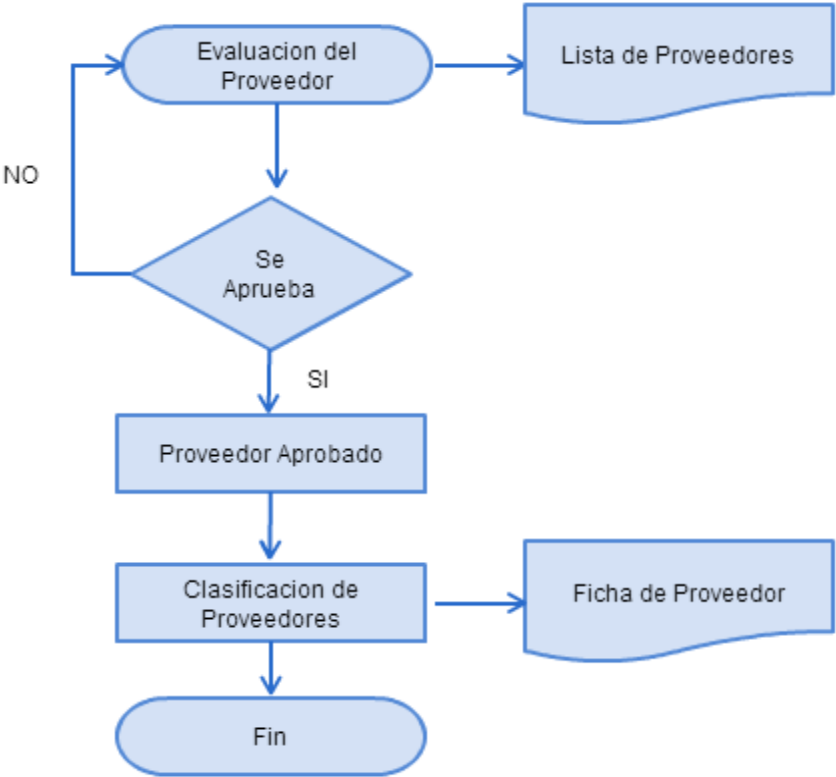 Evaluacion del
Proveedor
Lista de Proveedores
NO
Se
Aprueba
SI
Proveedor Aprobado
Clasificacion de
Proveedores
Ficha de Proveedor
Fin